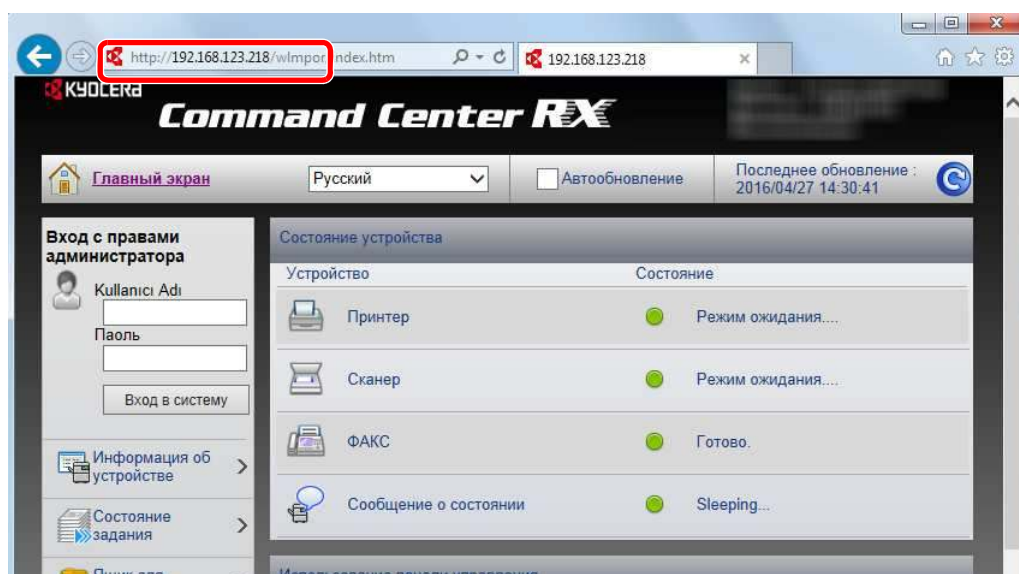 http://192.168.123.218/wlmpor ndex.htm
192.168.123.218
KYOCERA
Command Center RX
Главный экран
Русский
Автообновление
Последнее обновление :
2016/04/27 14:30:41
Вход с правами
администратора
Kullanıcı Adı
Паоль
Вход в систему
Информация об
устройстве
Состояние
задания
Состояние устройства
Устройство Состояние
Принтер Режим ожидания....
Сканер Режим ожидания....
ФАКС Готово.
Сообщение о состоянии Sleeping...